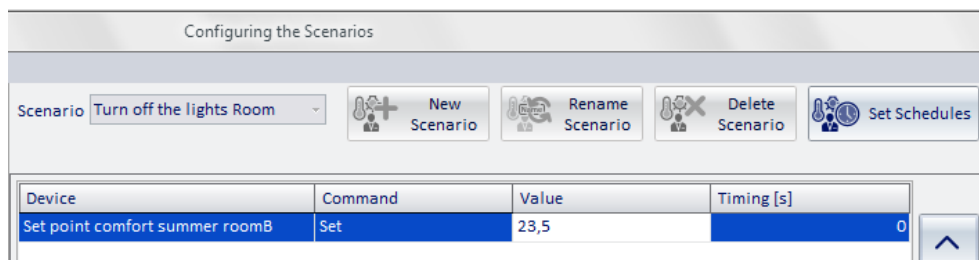 Configuring the Scenarios
Scenario Turn off the lights Room
New
Scenario
Rename
Scenario
Delete
Scenario
Set Schedules
Device Command Value Timing [s]
Set point comfort summer roomB Set 23,5 0